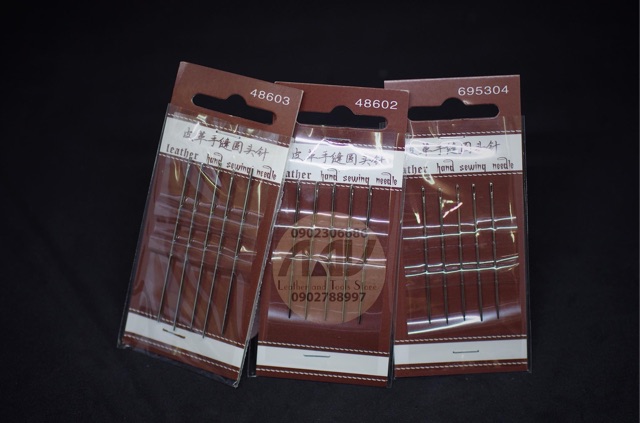 48603
皮革手缝圆头针
leather hand sewing needle
48602
皮革手缝圆头针
leather hand sewing needle
695304
皮革手缝圆头针
leather hand sewing needle
0902306886
Leather and Tools Store
0902788997